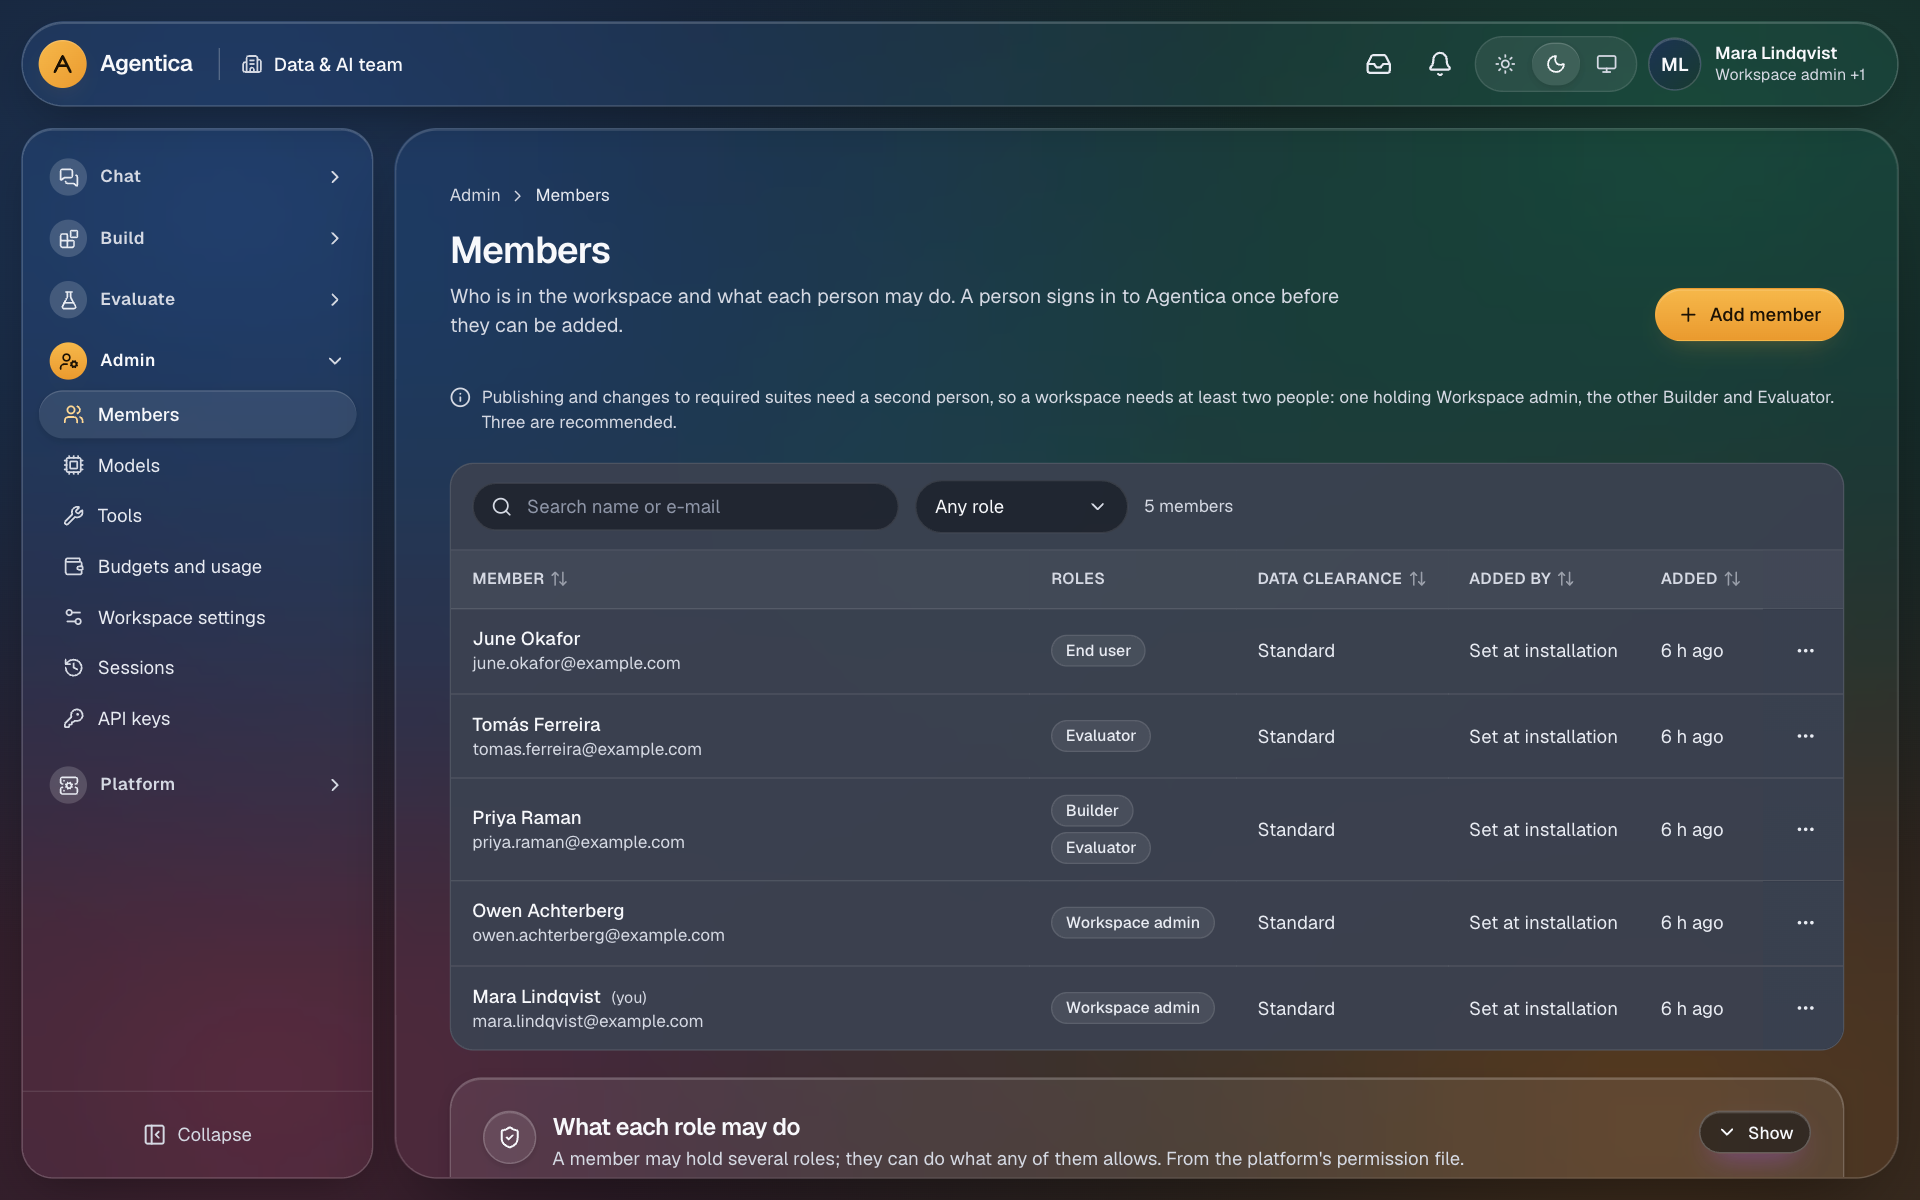 Agentica
Data & AI team
ML
Mara Lindqvist
Workspace admin +1
Chat
Build
Evaluate
Admin
Members
Models
Tools
Budgets and usage
Workspace settings
Sessions
API keys
Platform
Collapse
Admin > Members
Members
Who is in the workspace and what each person may do. A person signs in to Agentica once before
they can be added.
Add member
Publishing and changes to required suites need a second person, so a workspace needs at least two people: one holding Workspace admin, the other Builder and Evaluator.
Three are recommended.
Search name or e-mail
Any role
5 members
MEMBER ROLES DATA CLEARANCE ADDED BY ADDED
June Okafor
june.okafor@example.com
End user
Standard
Set at installation
6 h ago
Tomás Ferreira
tomas.ferreira@example.com
Evaluator
Standard
Set at installation
6 h ago
Priya Raman
priya.raman@example.com
Builder
Evaluator
Standard
Set at installation
6 h ago
Owen Achterberg
owen.achterberg@example.com
Workspace admin
Standard
Set at installation
6 h ago
Mara Lindqvist (you)
mara.lindqvist@example.com
Workspace admin
Standard
Set at installation
6 h ago
What each role may do
A member may hold several roles; they can do what any of them allows. From the platform's permission file.
Show